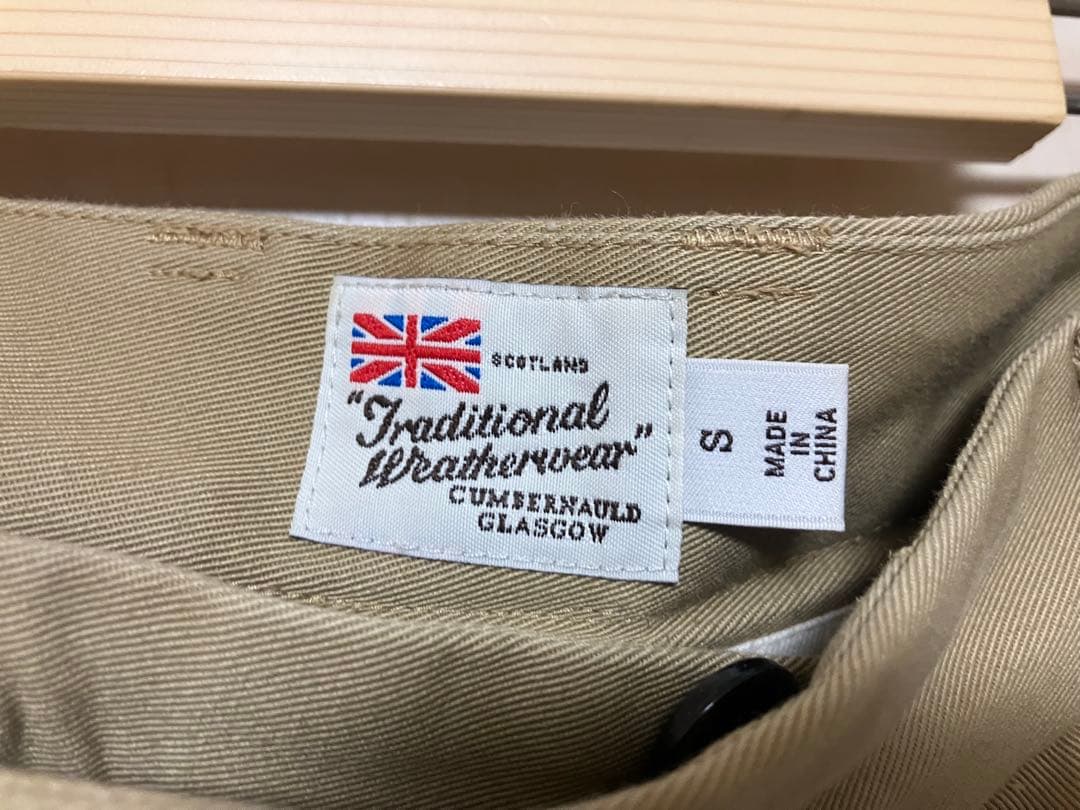 SCOTLAND
"Traditional
Weatherwear"
CUMBERNAULD
GLASGOW
S
MADE
IN
CHINA